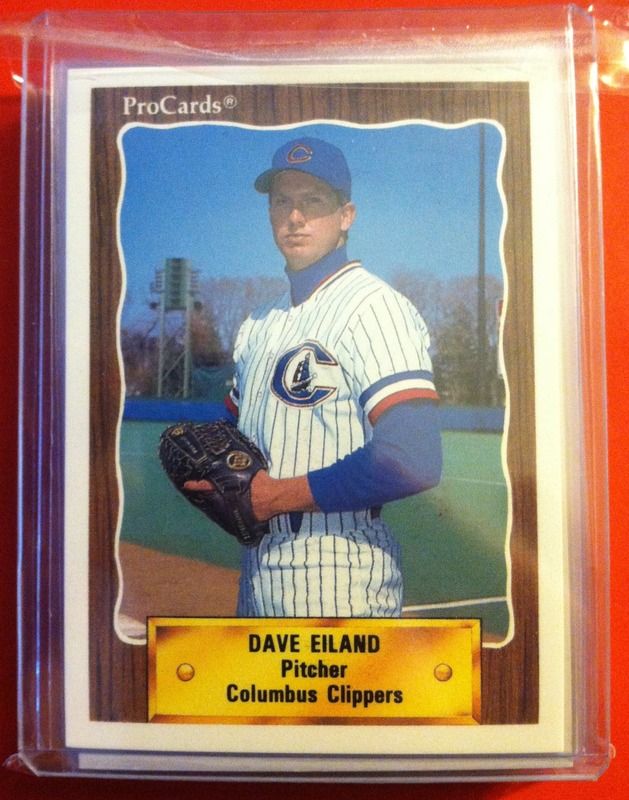 ProCards®
C
C
DAVE EILAND
Pitcher
Columbus Clippers